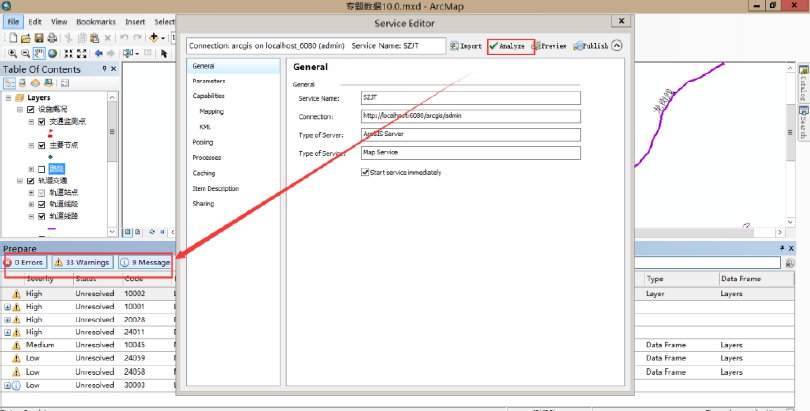 专题数据10.0.mxd - ArcMap
File Edit View Bookmarks Insert Select
Service Editor
Connection: arcgis on localhost_6080 (admin) Service Name: SZJT
Import Analyze Preview Publish
Table Of Contents
Layers
设施概况
交通监测点
主要节点
轨道交通
轨道站点
轨道线段
轨道线路
General
Parameters
Capabilities
Mapping
KML
Pooling
Processes
Caching
Item Description
Sharing
General
General
Service Name: SZJT
Connection: http://localhost:6080/arcgis/admin
Type of Server: ArcGIS Server
Type of Service: Map Service
Start service immediately
Catalog
Search
Prepare
0 Errors 33 Warnings 9 Message
Severity Status Code Type Data Frame
High Unresolved 10002 Layer Layers
High Unresolved 10001
High Unresolved 20028
High Unresolved 24011
Medium Unresolved 10045 Data Frame Layers
Low Unresolved 24059 Data Frame Layers
Low Unresolved 24058 Data Frame Layers
Low Unresolved 30003